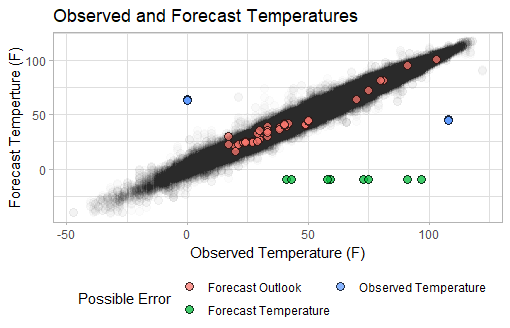 Observed and Forecast Temperatures
Forecast Temperture (F)
100
50
0
-50
0
50
100
Observed Temperature (F)
Possible Error
Forecast Outlook
Observed Temperature
Forecast Temperature